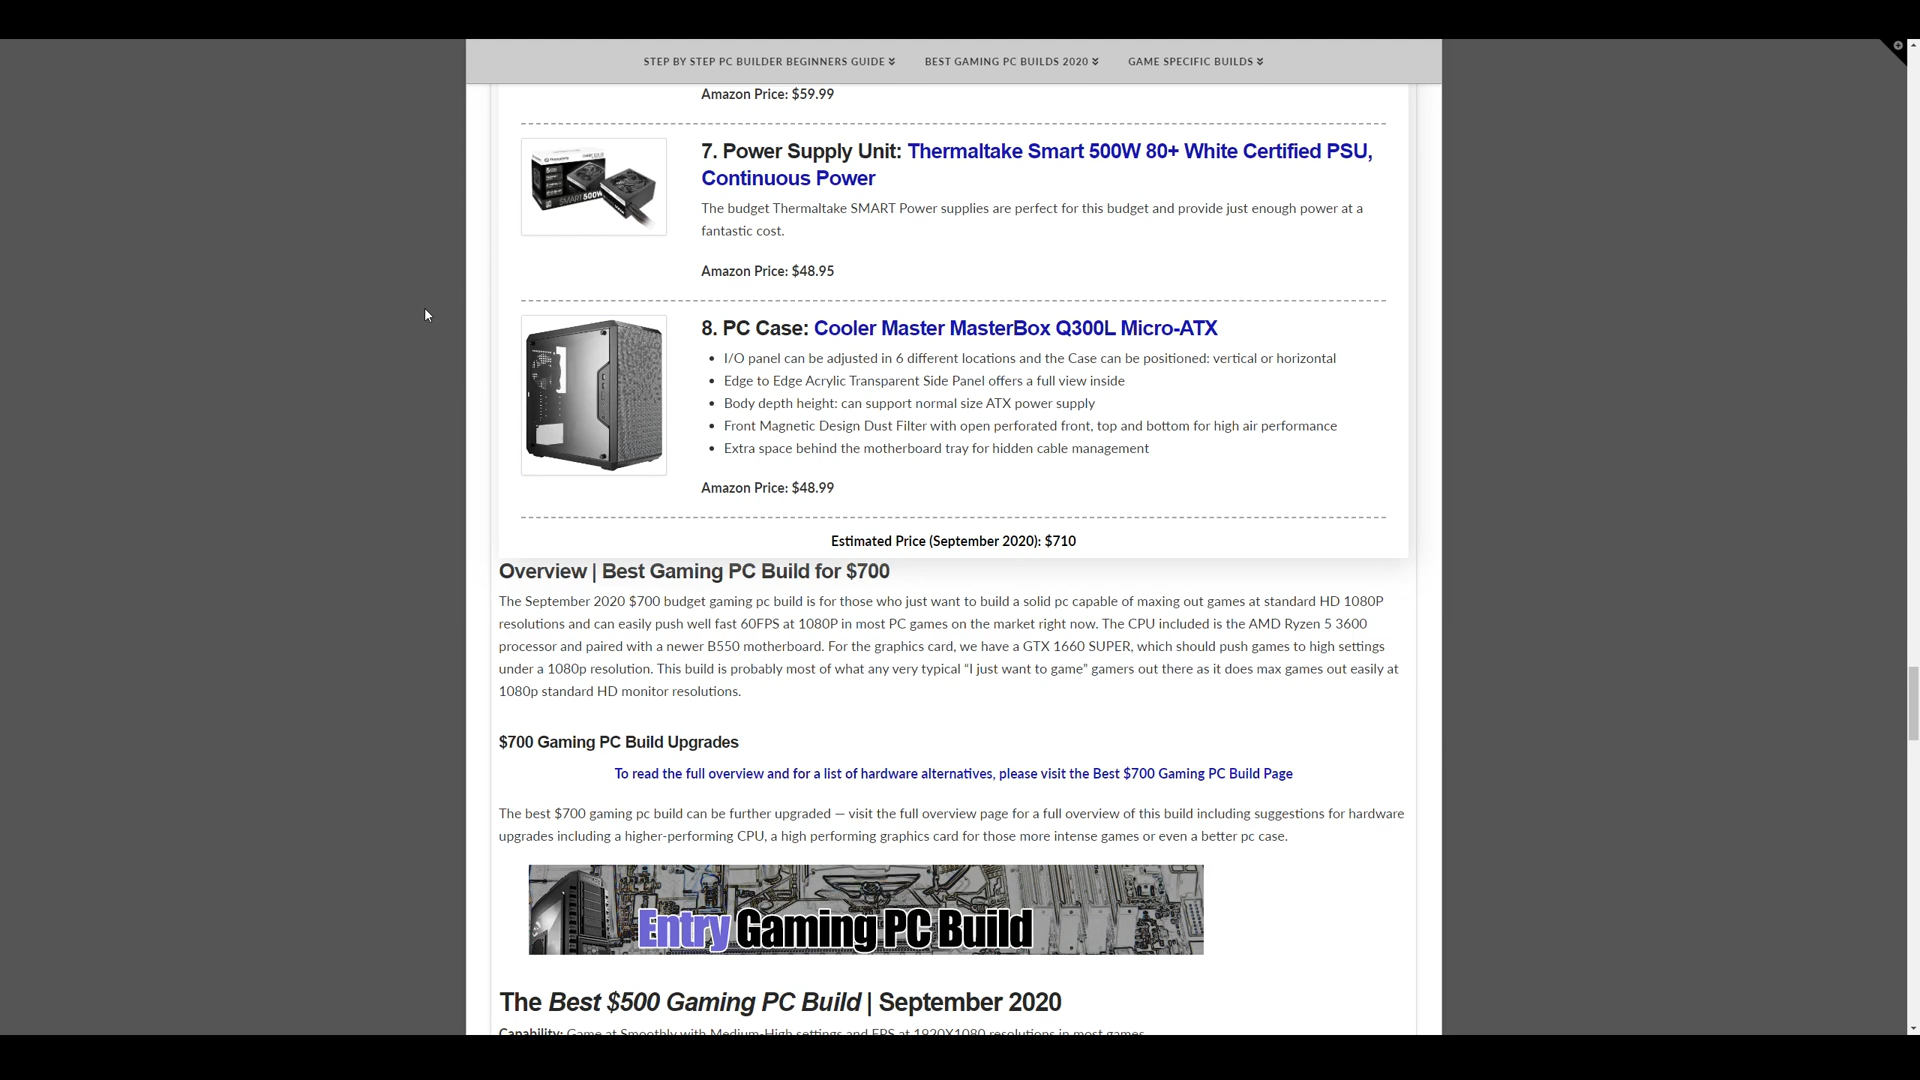 STEP BY STEP PC BUILDER BEGINNERS GUIDE BEST GAMING PC BUILDS 2020 GAME SPECIFIC BUILDS
Amazon Price: $59.99
7. Power Supply Unit: Thermaltake Smart 500W 80+ White Certified PSU,
Continuous Power
The budget Thermaltake SMART Power supplies are perfect for this budget and provide just enough power at a
fantastic cost.
SMART 500W
Amazon Price: $48.95
8. PC Case: Cooler Master MasterBox Q300L Micro-ATX
• I/O panel can be adjusted in 6 different locations and the Case can be positioned: vertical or horizontal
• Edge to Edge Acrylic Transparent Side Panel offers a full view inside
• Body depth height: can support normal size ATX power supply
• Front Magnetic Design Dust Filter with open perforated front, top and bottom for high air performance
• Extra space behind the motherboard tray for hidden cable management
Amazon Price: $48.99
Estimated Price (September 2020): $710
Overview | Best Gaming PC Build for $700
The September 2020 $700 budget gaming pc build is for those who just want to build a solid pc capable of maxing out games at standard HD 1080P
resolutions and can easily push well fast 60FPS at 1080P in most PC games on the market right now. The CPU included is the AMD Ryzen 5 3600
processor and paired with a newer B550 motherboard. For the graphics card, we have a GTX 1660 SUPER, which should push games to high settings
under a 1080p resolution. This build is probably most of what any very typical “I just want to game” gamers out there as it does max games out easily at
1080p standard HD monitor resolutions.
$700 Gaming PC Build Upgrades
To read the full overview and for a list of hardware alternatives, please visit the Best $700 Gaming PC Build Page
The best $700 gaming pc build can be further upgraded — visit the full overview page for a full overview of this build including suggestions for hardware
upgrades including a higher-performing CPU, a high performing graphics card for those more intense games or even a better pc case.
Entry Gaming PC Build
The Best $500 Gaming PC Build | September 2020
Capability: Game at Smoothly with Medium-High settings and FPS at 1920X1080 resolutions in most games